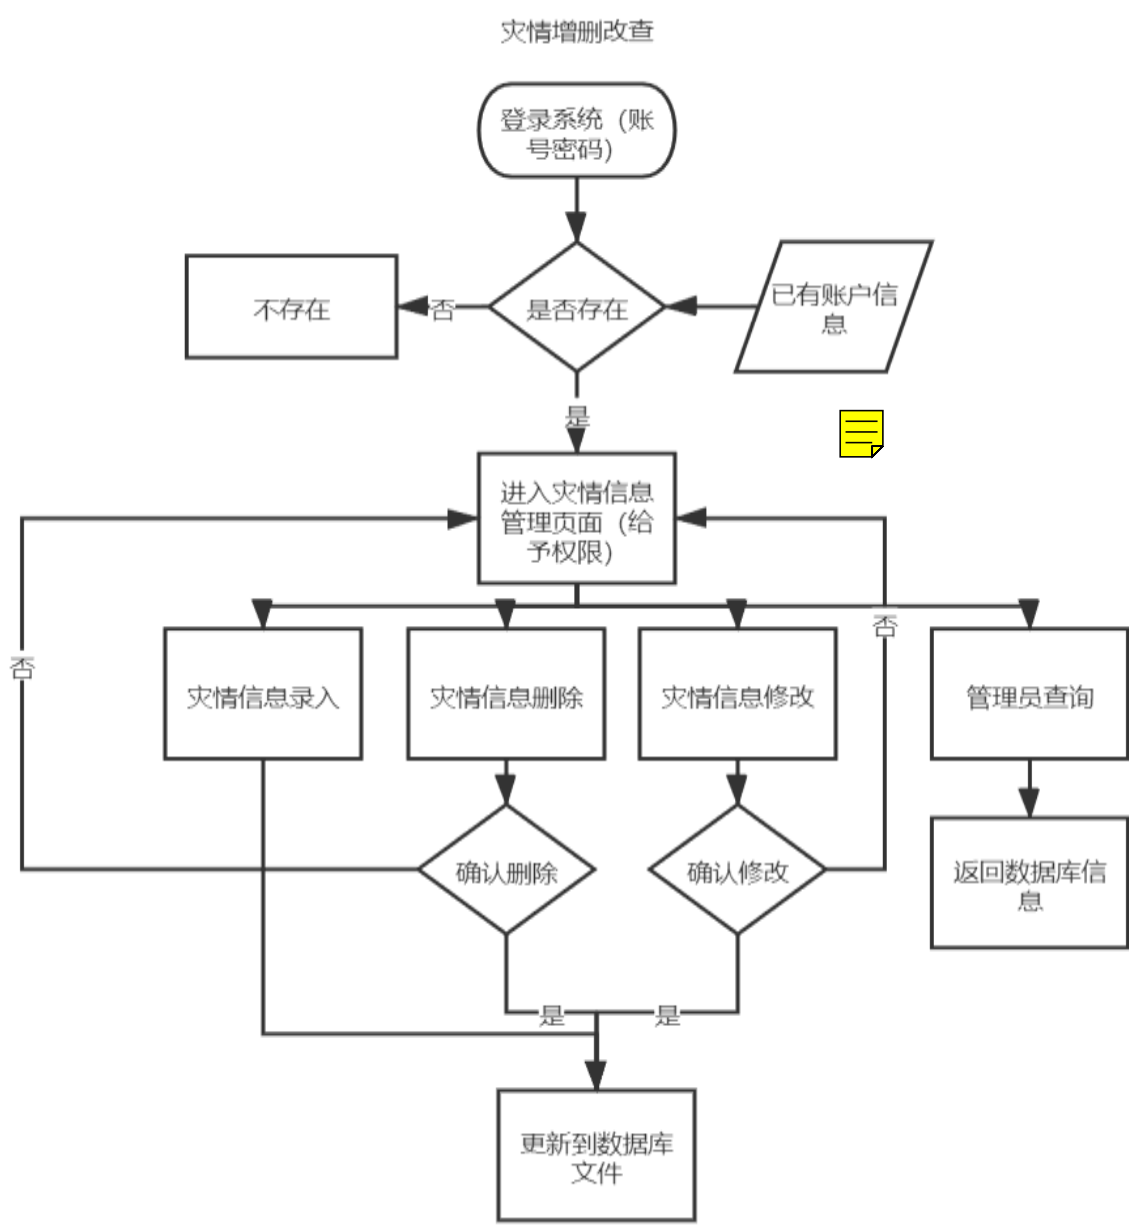 灾情增删改查
登录系统（账
号密码）
不存在
否
是否存在
已有账户信
息
是
进入灾情信息
管理页面（给
予权限）
否
否
灾情信息录入
灾情信息删除
灾情信息修改
管理员查询
确认删除
确认修改
返回数据库信
息
是
是
更新到数据库
文件